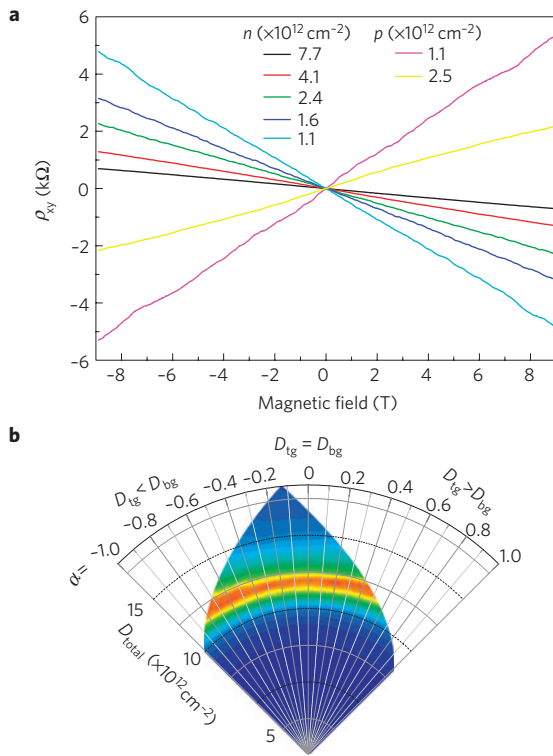 a
n (×10¹² cm⁻²) p (×10¹² cm⁻²)
7.7 1.1
4.1 2.5
2.4
1.6
1.1
6
4
2
0
-2
-4
-6
ρxy (kΩ)
-8 -6 -4 -2 0 2 4 6 8
Magnetic field (T)
b
Dtg = Dbg
Dtg < Dbg
Dtg > Dbg
-1.0 -0.8 -0.6 -0.4 -0.2 0 0.2 0.4 0.6 0.8 1.0
α =
15
10
5
Dtotal (×10¹² cm⁻²)